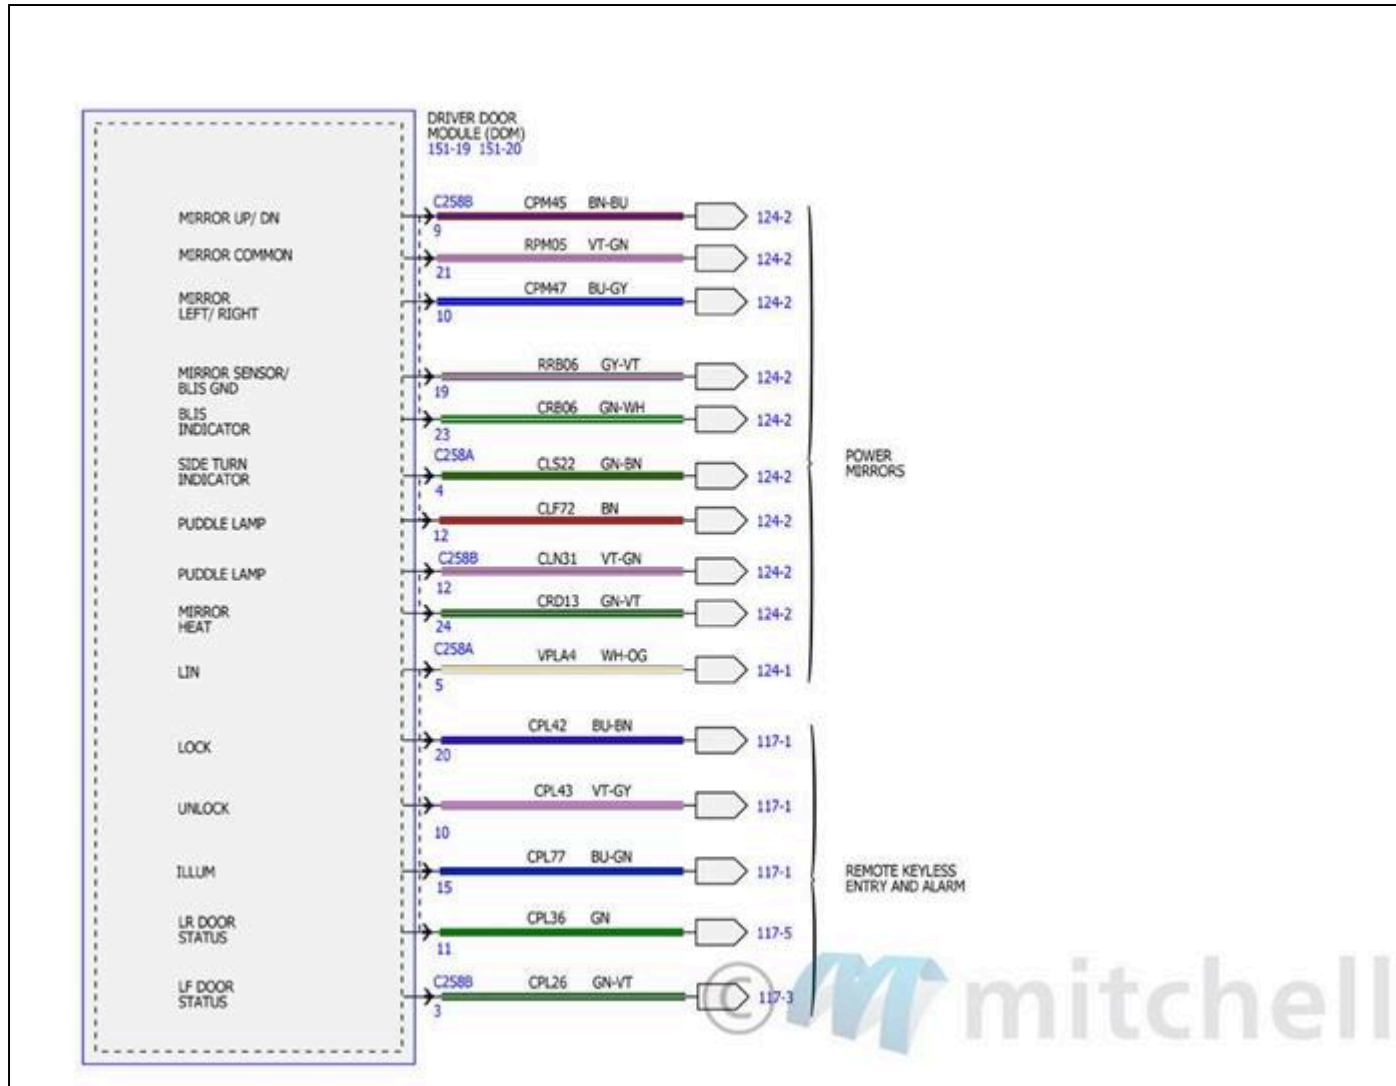 DRIVER DOOR
MODULE (DDM)
151-19 151-20
MIRROR UP/ DN
C258B
9
CPM45 BN-BU
124-2
MIRROR COMMON
21
RPM05 VT-GN
124-2
MIRROR
LEFT/ RIGHT
10
CPM47 BU-GY
124-2
MIRROR SENSOR/
BLIS GND
19
RRB06 GY-VT
124-2
BLIS
INDICATOR
23
CRB06 GN-WH
124-2
SIDE TURN
INDICATOR
C258A
4
CLS22 GN-BN
124-2
PUDDLE LAMP
12
CLF72 BN
124-2
PUDDLE LAMP
C258B
12
CLN31 VT-GN
124-2
MIRROR
HEAT
24
CRD13 GN-VT
124-2
LIN
C258A
5
VPLA4 WH-OG
124-1
POWER
MIRRORS
LOCK
20
CPL42 BU-BN
117-1
UNLOCK
10
CPL43 VT-GY
117-1
ILLUM
15
CPL77 BU-GN
117-1
LR DOOR
STATUS
11
CPL36 GN
117-5
LF DOOR
STATUS
C258B
3
CPL26 GN-VT
117-3
REMOTE KEYLESS
ENTRY AND ALARM
© mitchell